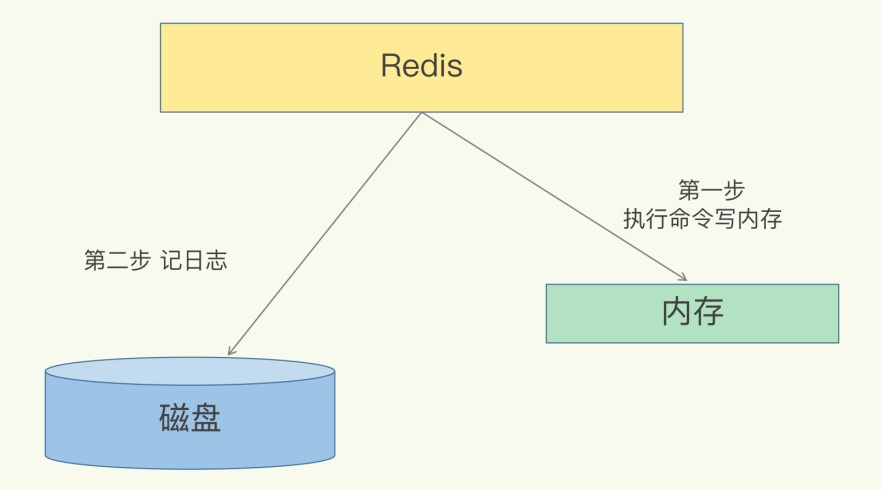 Redis
第一步
执行命令写内存
第二步 记日志
内存
磁盘